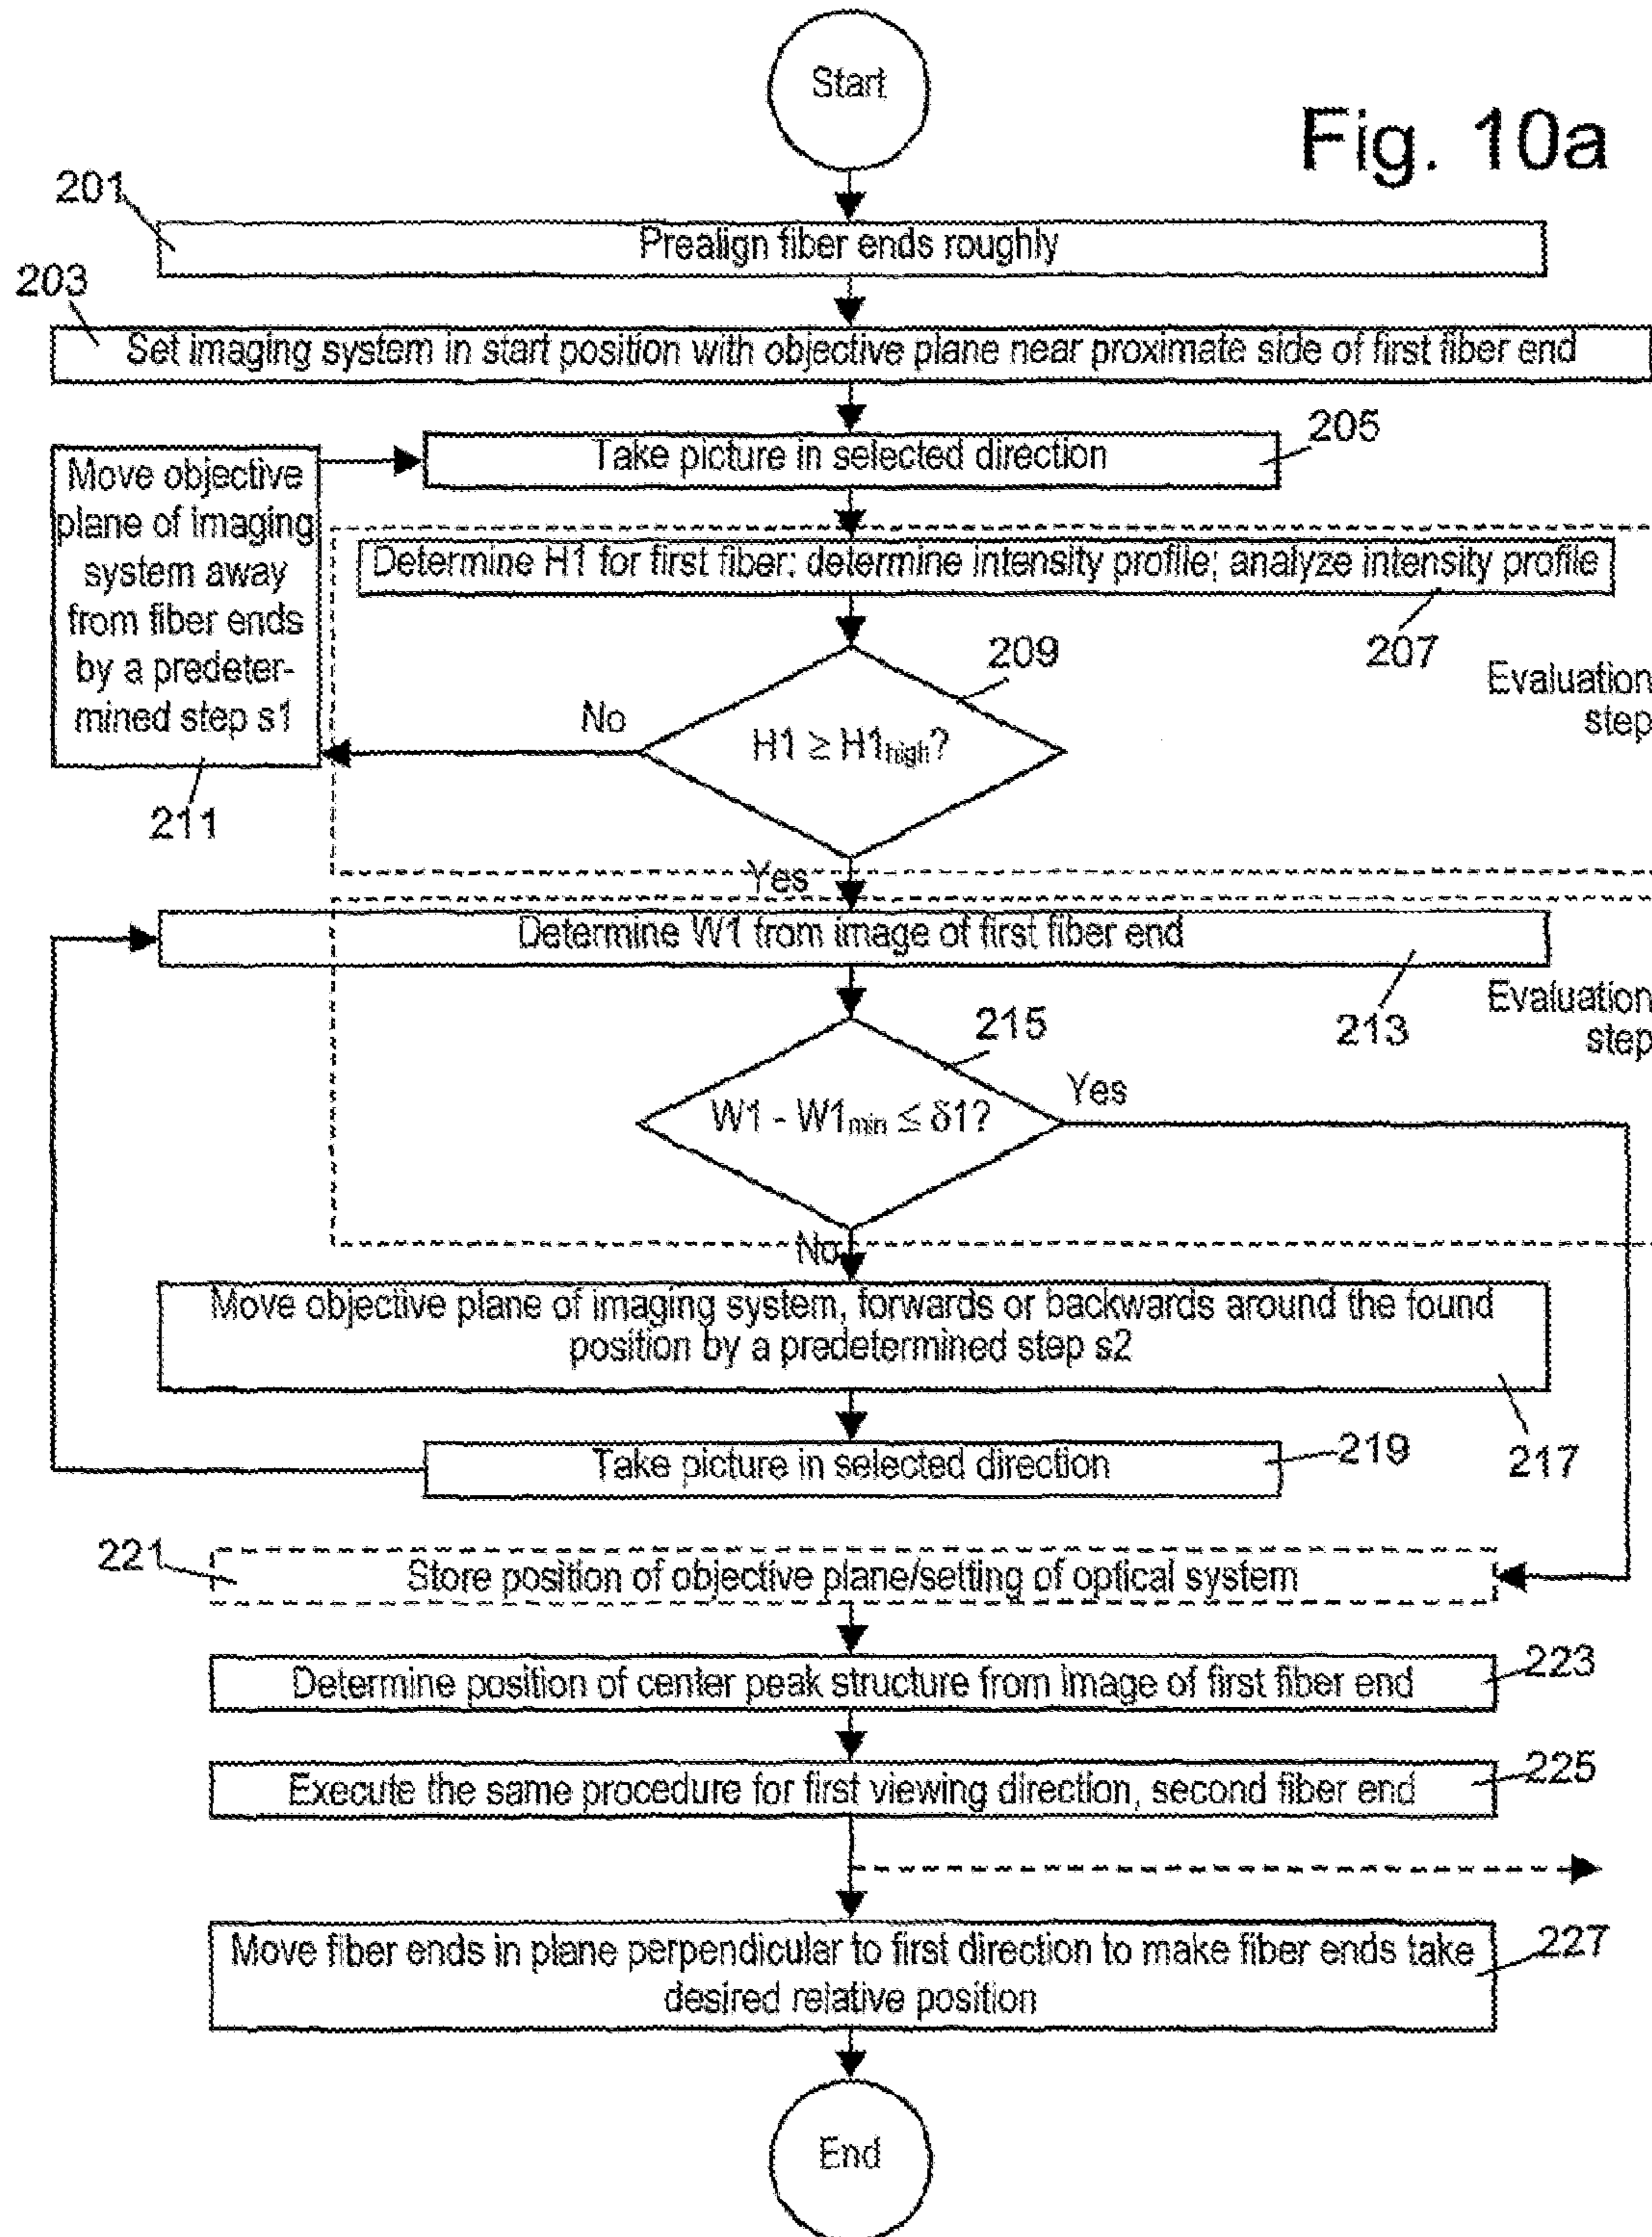 Start
Fig. 10a
201
Prealign fiber ends roughly
203
Set imaging system in start position with objective plane near proximate side of first fiber end
205
Take picture in selected direction
Move objective
plane of imaging
system away
from fiber ends
by a predeter-
mined step s1
211
Determine H1 for first fiber: determine intensity profile; analyze intensity profile
207
Evaluation
step
209
No
H1 ≥ H1high?
Yes
Determine W1 from image of first fiber end
213
Evaluation
step
215
Yes
W1 - W1min ≤ δ1?
No
Move objective plane of imaging system, forwards or backwards around the found
position by a predetermined step s2
217
Take picture in selected direction
219
221
Store position of objective plane/setting of optical system
Determine position of center peak structure from image of first fiber end
223
Execute the same procedure for first viewing direction, second fiber end
225
Move fiber ends in plane perpendicular to first direction to make fiber ends take
desired relative position
227
End